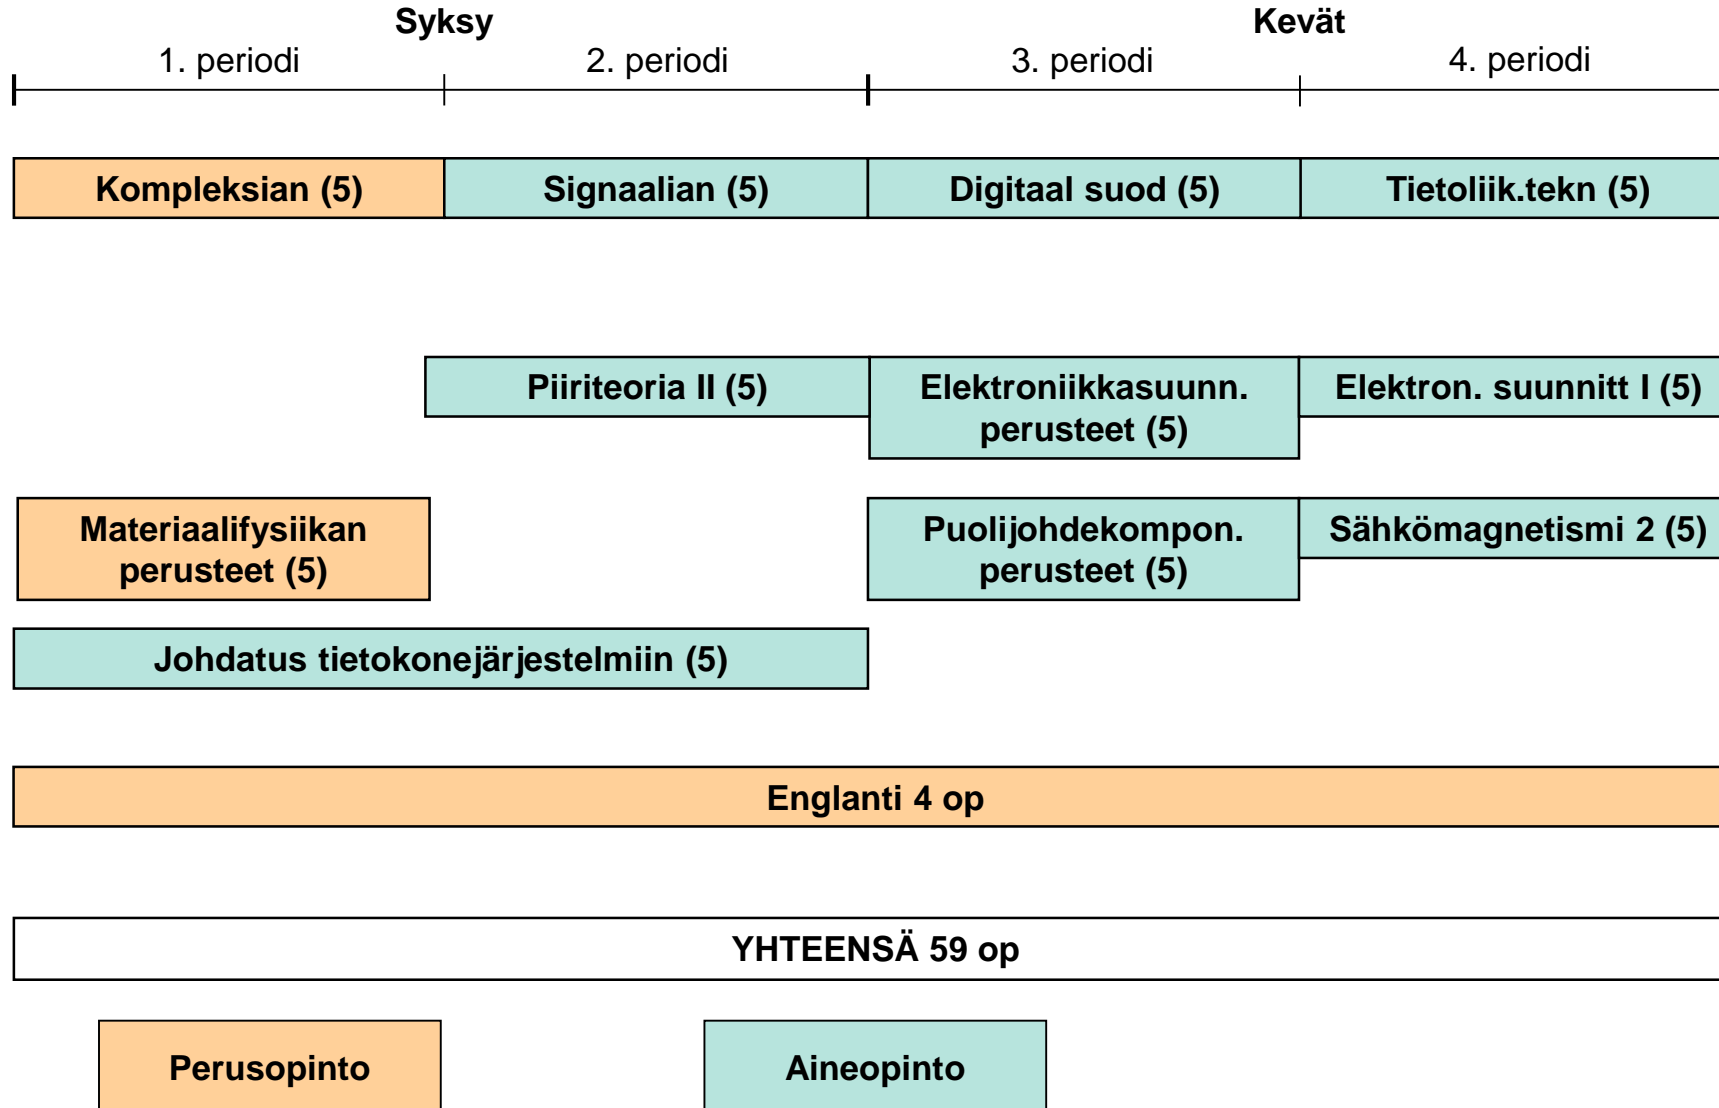 Syksy
Kevät
1. periodi
2. periodi
3. periodi
4. periodi
Kompleksian (5)
Signaalian (5)
Digitaal suod (5)
Tietoliik.tekn (5)
Piiriteoria II (5)
Elektroniikkasuunn.
perusteet (5)
Elektron. suunnitt I (5)
Materiaalifysiikan
perusteet (5)
Puolijohdekompon.
perusteet (5)
Sähkömagnetismi 2 (5)
Johdatus tietokonejärjestelmiin (5)
Englanti 4 op
YHTEENSÄ 59 op
Perusopinto
Aineopinto